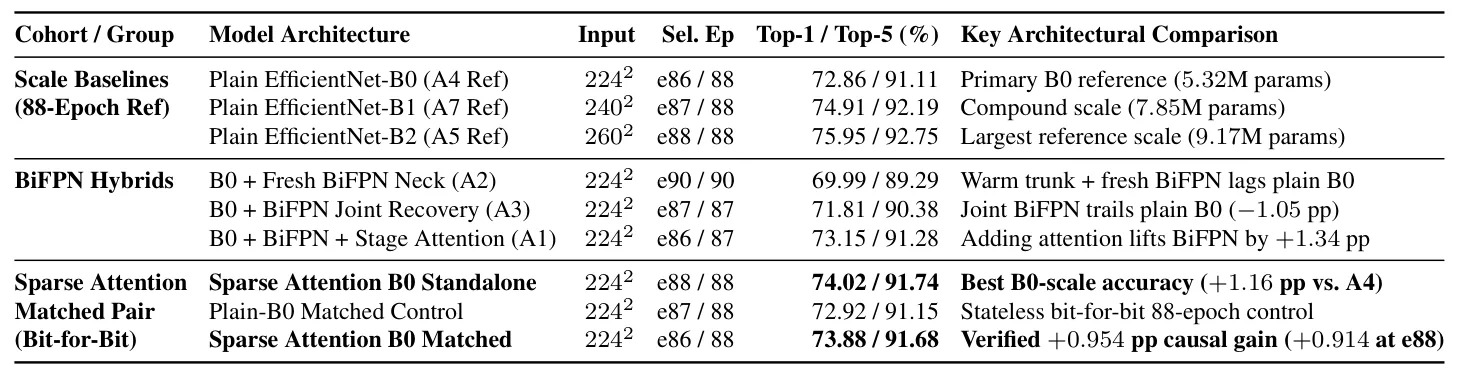 Cohort / Group Model Architecture Input Sel. Ep Top-1 / Top-5 (%) Key Architectural Comparison
Scale Baselines Plain EfficientNet-B0 (A4 Ref) 224² e86 / 88 72.86 / 91.11 Primary B0 reference (5.32M params)
(88-Epoch Ref) Plain EfficientNet-B1 (A7 Ref) 240² e87 / 88 74.91 / 92.19 Compound scale (7.85M params)
Plain EfficientNet-B2 (A5 Ref) 260² e88 / 88 75.95 / 92.75 Largest reference scale (9.17M params)
BiFPN Hybrids B0 + Fresh BiFPN Neck (A2) 224² e90 / 90 69.99 / 89.29 Warm trunk + fresh BiFPN lags plain B0
B0 + BiFPN Joint Recovery (A3) 224² e87 / 87 71.81 / 90.38 Joint BiFPN trails plain B0 (−1.05 pp)
B0 + BiFPN + Stage Attention (A1) 224² e86 / 87 73.15 / 91.28 Adding attention lifts BiFPN by +1.34 pp
Sparse Attention Sparse Attention B0 Standalone 224² e88 / 88 74.02 / 91.74 Best B0-scale accuracy (+1.16 pp vs. A4)
Matched Pair Plain-B0 Matched Control 224² e87 / 88 72.92 / 91.15 Stateless bit-for-bit 88-epoch control
(Bit-for-Bit) Sparse Attention B0 Matched 224² e86 / 88 73.88 / 91.68 Verified +0.954 pp causal gain (+0.914 at e88)